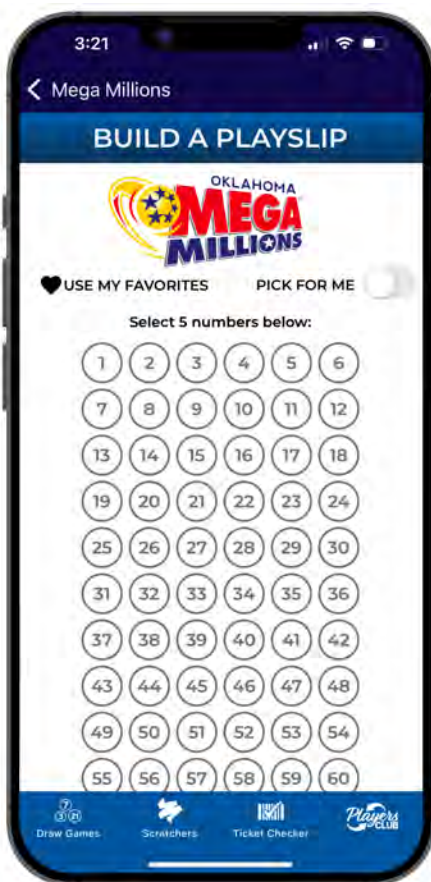 3:21
Mega Millions
BUILD A PLAYSLIP
OKLAHOMA
MEGA
MILLIONS
USE MY FAVORITES PICK FOR ME
Select 5 numbers below:
1 2 3 4 5 6
7 8 9 10 11 12
13 14 15 16 17 18
19 20 21 22 23 24
25 26 27 28 29 30
31 32 33 34 35 36
37 38 39 40 41 42
43 44 45 46 47 48
49 50 51 52 53 54
55 56 57 58 59 60
Draw Games Scratchers Ticket Checker Players CLUB